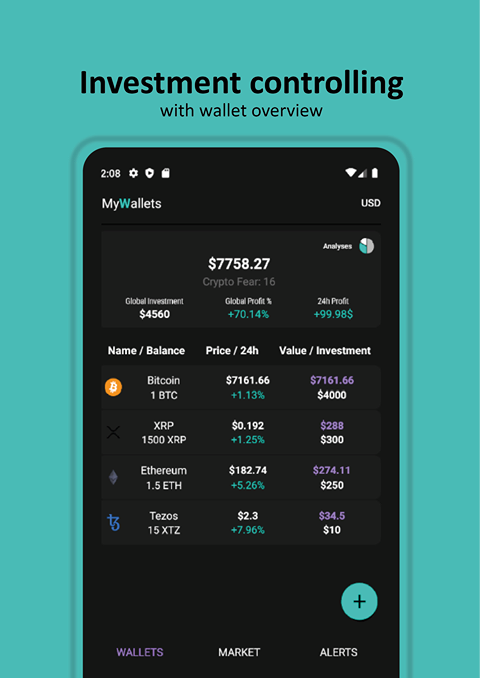 Investment controlling
with wallet overview
2:08
MyWallets USD
Analyses
$7758.27
Crypto Fear: 16
Global Investment Global Profit % 24h Profit
$4560 +70.14% +99.98$
Name / Balance Price / 24h Value / Investment
Bitcoin $7161.66 $7161.66
1 BTC +1.13% $4000
XRP $0.192 $288
1500 XRP +1.25% $300
Ethereum $182.74 $274.11
1.5 ETH +5.26% $250
Tezos $2.3 $34.5
15 XTZ +7.96% $10
+
WALLETS MARKET ALERTS